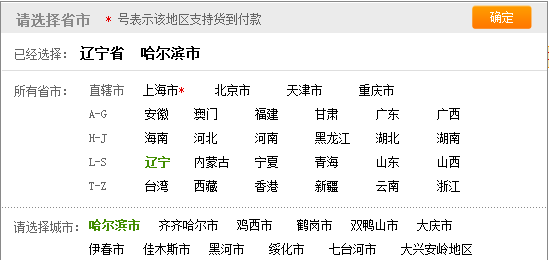 请选择省市 * 号表示该地区支持货到付款 确定
已经选择： 辽宁省 哈尔滨市
所有省市： 直辖市 上海市* 北京市 天津市 重庆市
A-G 安徽 澳门 福建 甘肃 广东 广西
H-J 海南 河北 河南 黑龙江 湖北 湖南
L-S 辽宁 内蒙古 宁夏 青海 山东 山西
T-Z 台湾 西藏 香港 新疆 云南 浙江
请选择城市： 哈尔滨市 齐齐哈尔市 鸡西市 鹤岗市 双鸭山市 大庆市
伊春市 佳木斯市 黑河市 绥化市 七台河市 大兴安岭地区